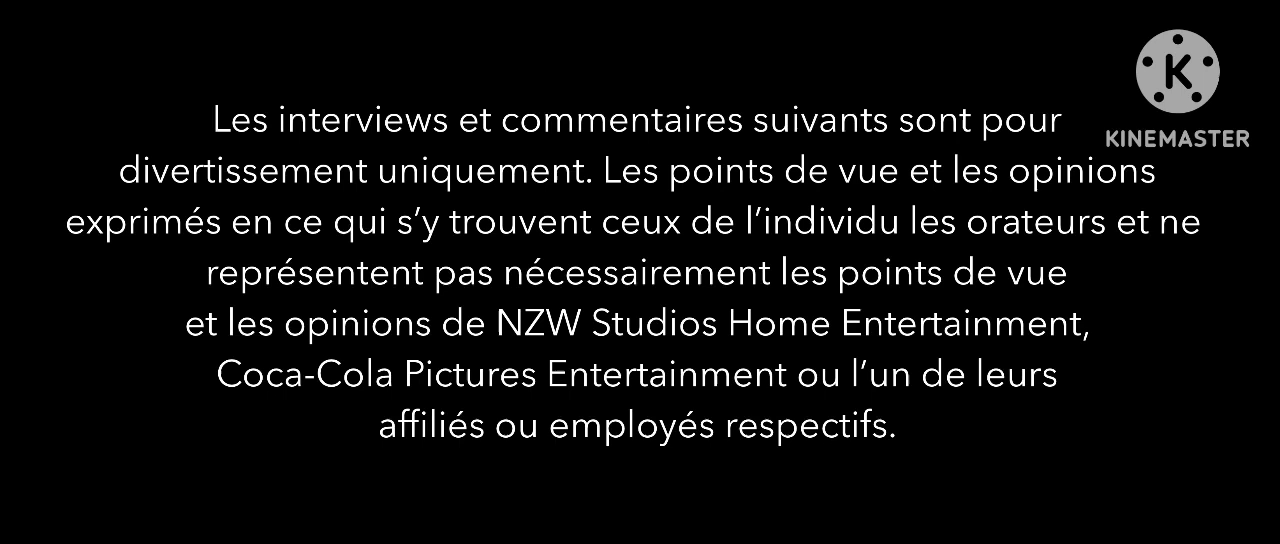 Les interviews et commentaires suivants sont pour
divertissement uniquement. Les points de vue et les opinions
exprimés en ce qui s’y trouvent ceux de l’individu les orateurs et ne
représentent pas nécessairement les points de vue
et les opinions de NZW Studios Home Entertainment,
Coca-Cola Pictures Entertainment ou l’un de leurs
affiliés ou employés respectifs.
K
KINEMASTER